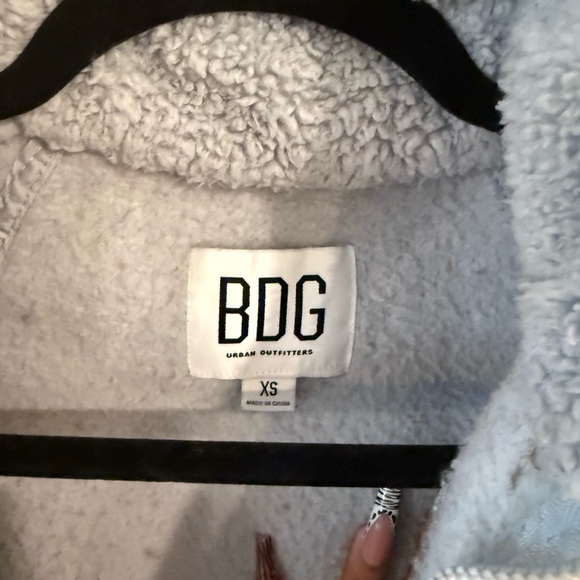 BDG
URBAN OUTFITTERS
XS
MADE IN CHINA